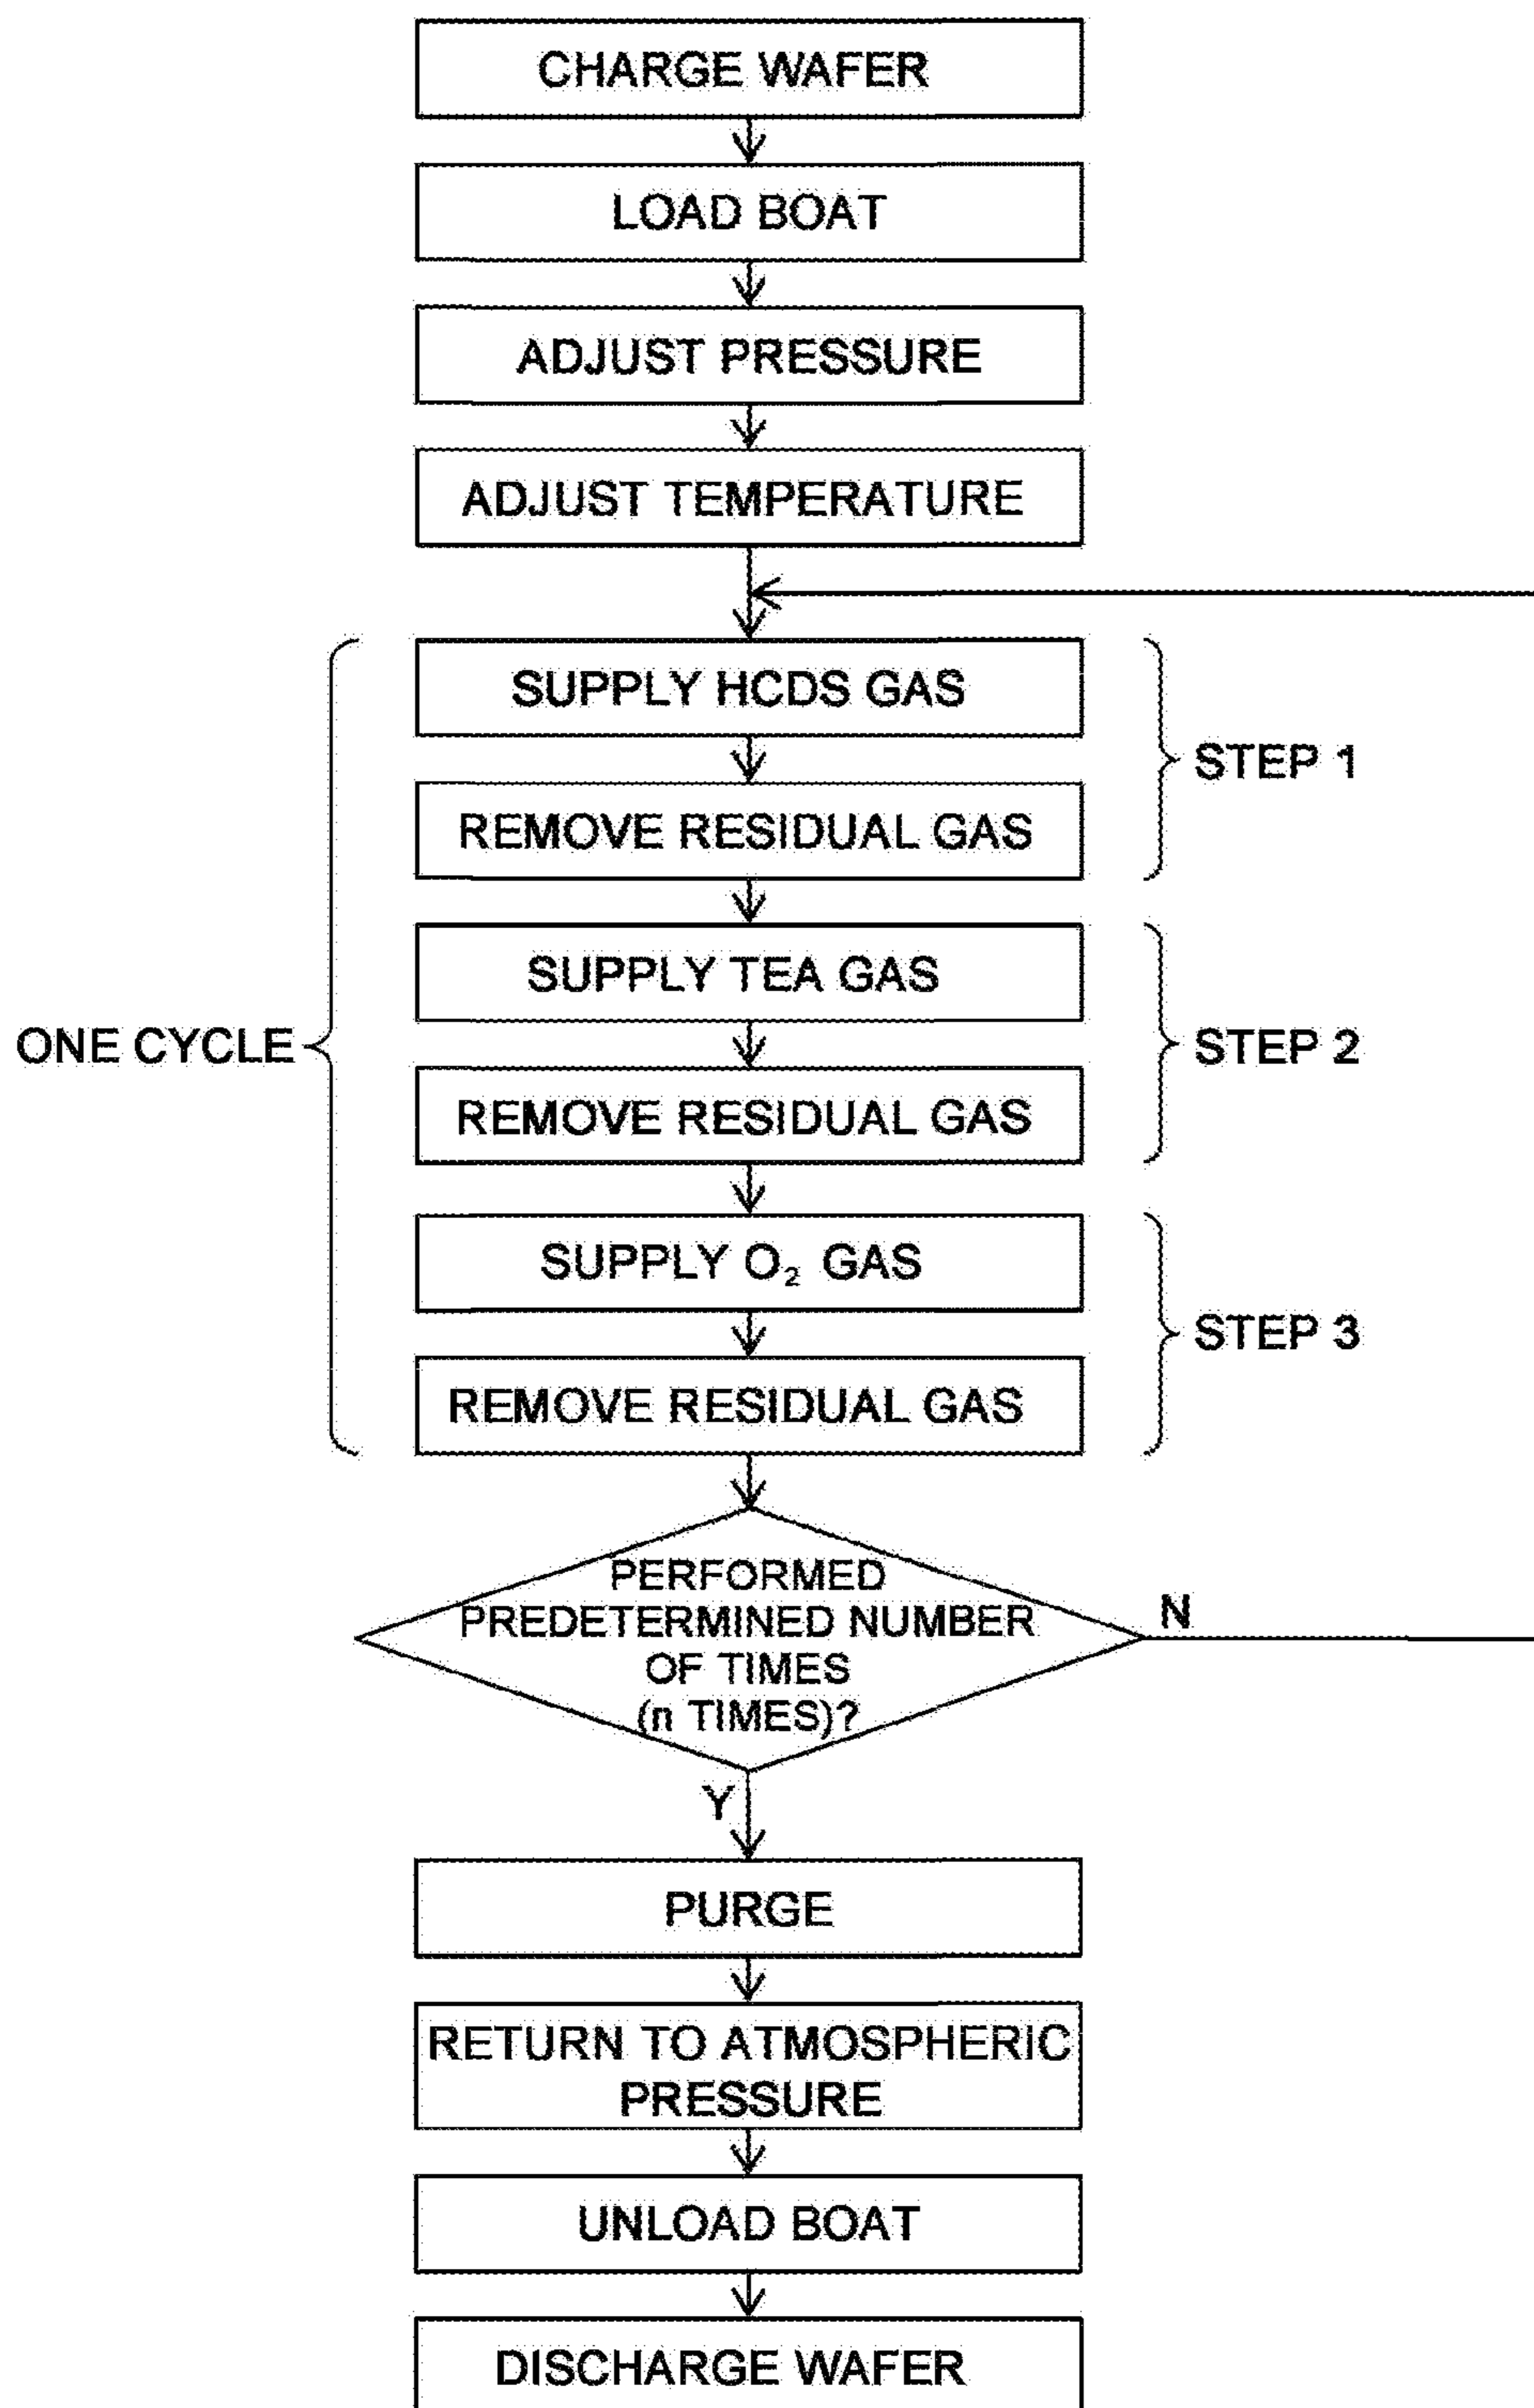 CHARGE WAFER
LOAD BOAT
ADJUST PRESSURE
ADJUST TEMPERATURE
SUPPLY HCDS GAS
STEP 1
REMOVE RESIDUAL GAS
SUPPLY TEA GAS
ONE CYCLE
STEP 2
REMOVE RESIDUAL GAS
SUPPLY O₂ GAS
STEP 3
REMOVE RESIDUAL GAS
PERFORMED
PREDETERMINED NUMBER
OF TIMES
(n TIMES)?
N
Y
PURGE
RETURN TO ATMOSPHERIC
PRESSURE
UNLOAD BOAT
DISCHARGE WAFER